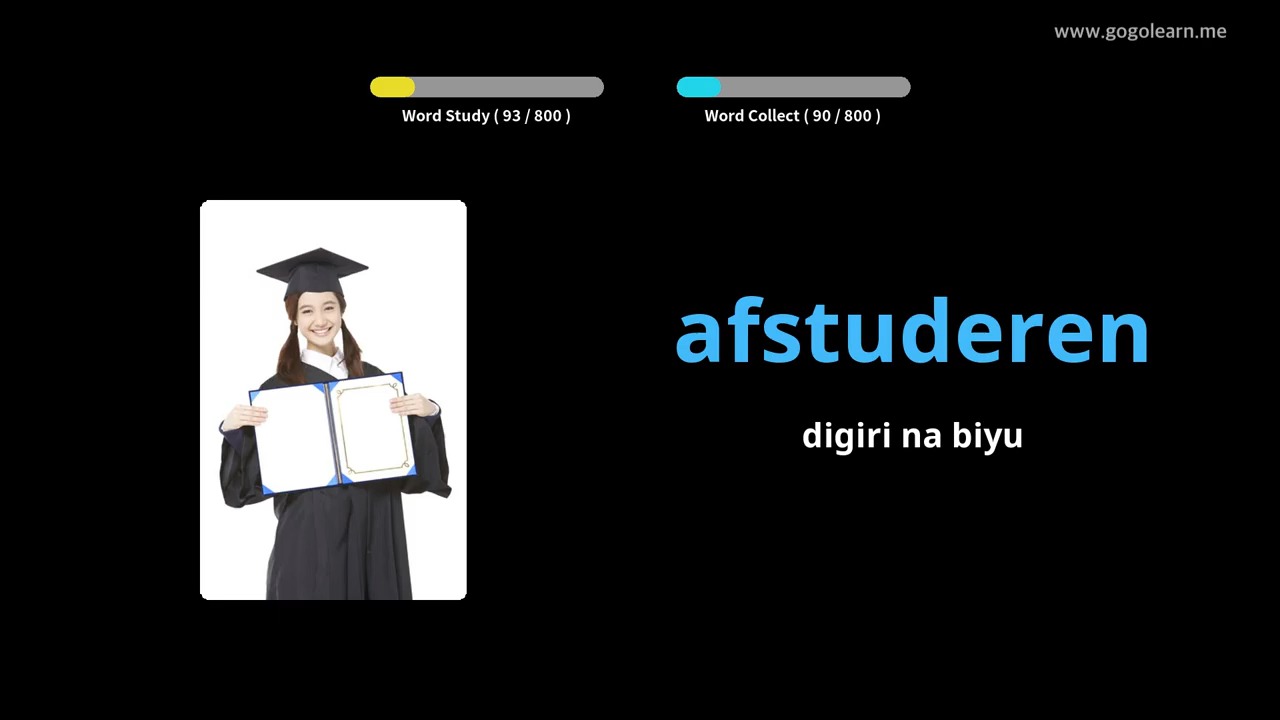 www.gogolearn.me
Word Study ( 93 / 800 )
Word Collect ( 90 / 800 )
afstuderen
digiri na biyu